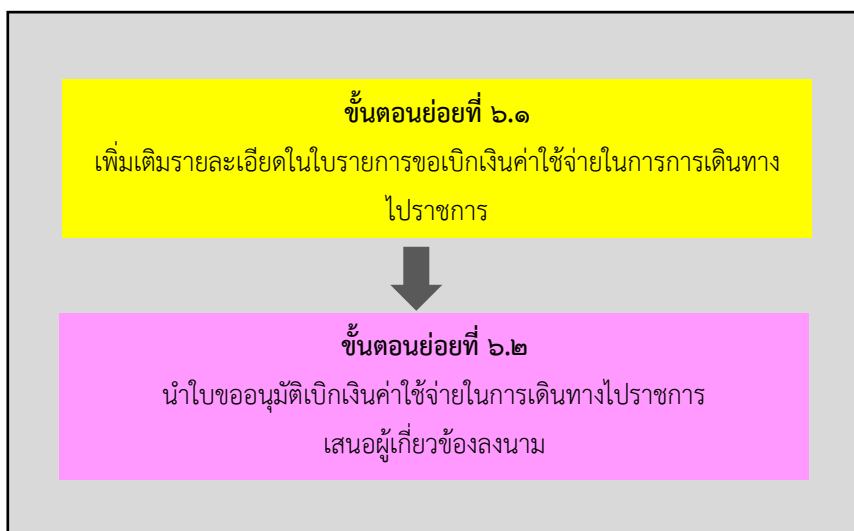 ขั้นตอนย่อยที่ ๖.๑
เพิ่มเติมรายละเอียดในใบรายการขอเบิกเงินค่าใช้จ่ายในการการเดินทาง
ไปราชการ
ขั้นตอนย่อยที่ ๖.๒
นำใบขออนุมัติเบิกเงินค่าใช้จ่ายในการเดินทางไปราชการ
เสนอผู้เกี่ยวข้องลงนาม